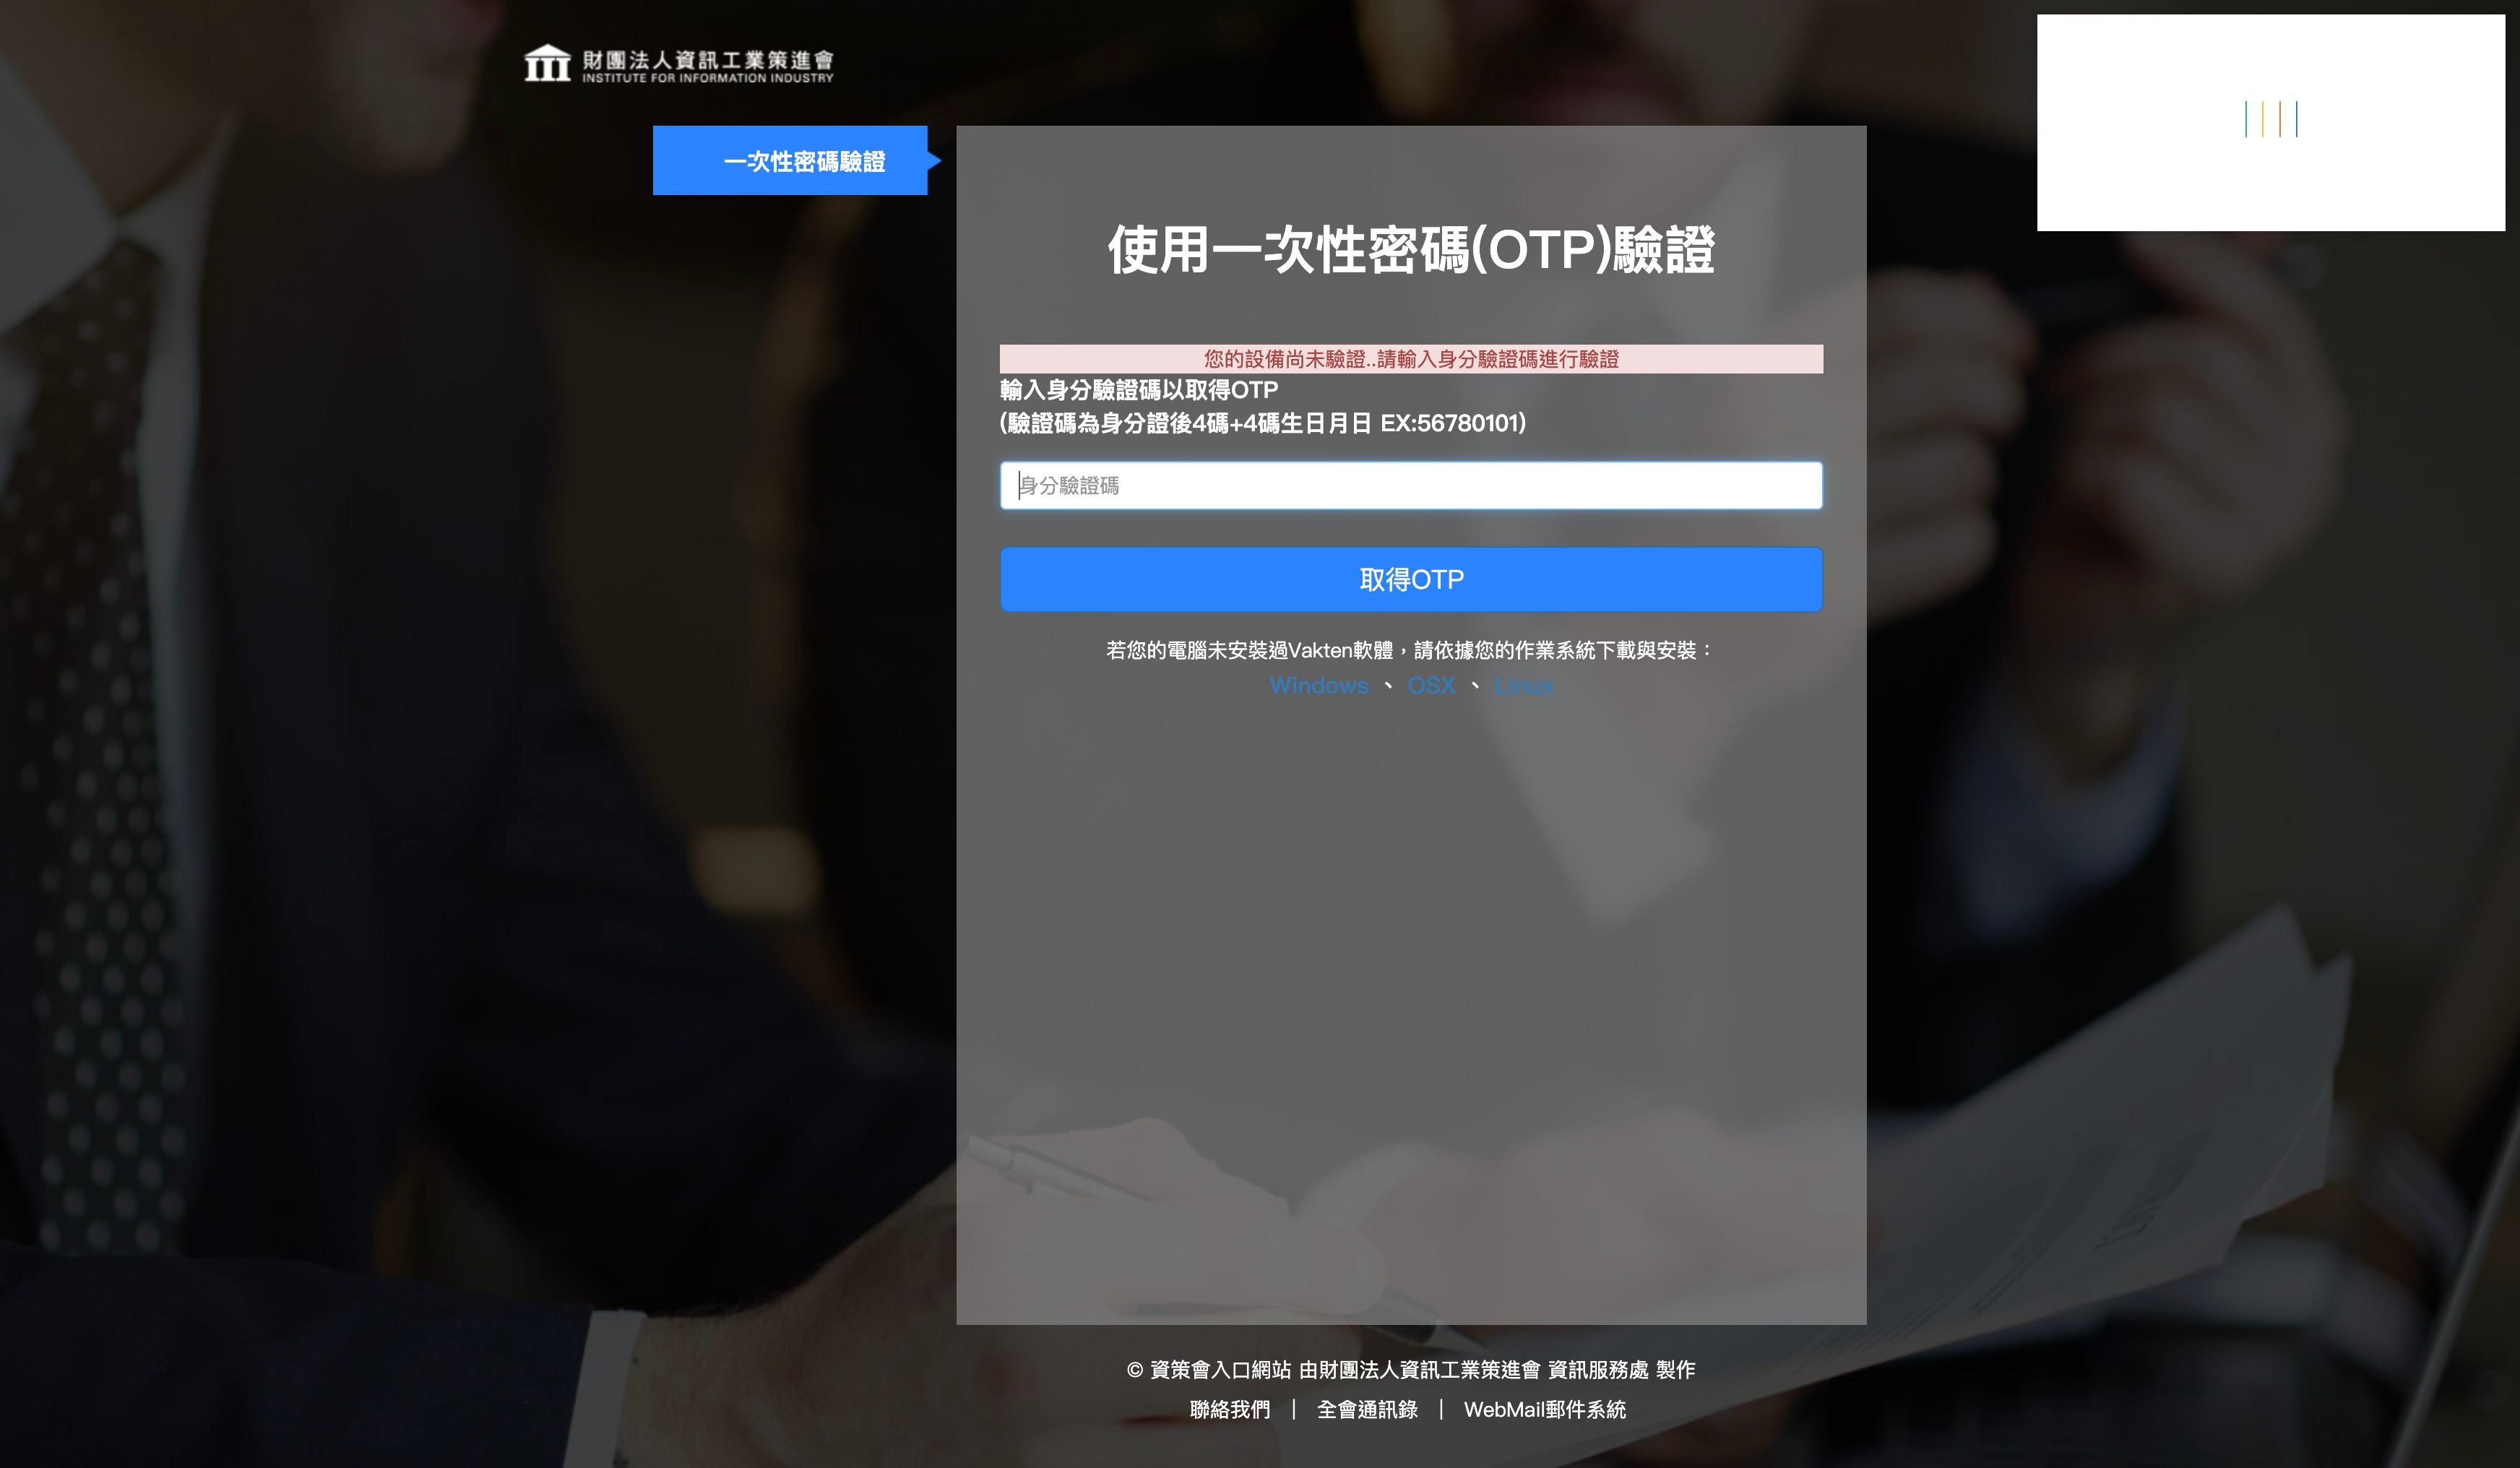 財團法人資訊工業策進會
INSTITUTE FOR INFORMATION INDUSTRY
一次性密碼驗證
使用一次性密碼(OTP)驗證
您的設備尚未驗證..請輸入身分驗證碼進行驗證
輸入身分驗證碼以取得OTP
(驗證碼為身分證後4碼+4碼生日月日 EX:56780101)
身分驗證碼
取得OTP
若您的電腦未安裝過Vakten軟體，請依據您的作業系統下載與安裝：
Windows 、 OSX 、 Linux
© 資策會入口網站 由財團法人資訊工業策進會 資訊服務處 製作
聯絡我們 | 全會通訊錄 | WebMail郵件系統